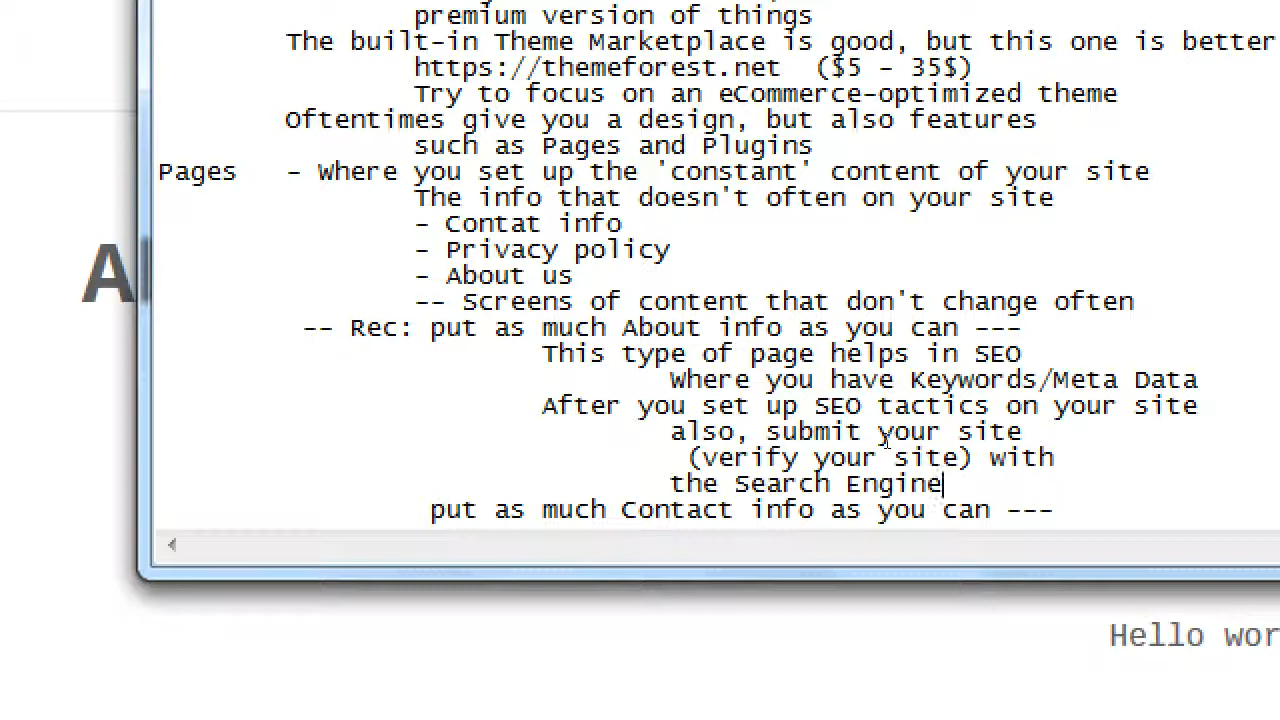 premium version of things
The built-in Theme Marketplace is good, but this one is better
https://themeforest.net  ($5 - 35$)
Try to focus on an eCommerce-optimized theme
Oftentimes give you a design, but also features
such as Pages and Plugins
Pages - Where you set up the 'constant' content of your site
The info that doesn't often on your site
- Contat info
- Privacy policy
- About us
-- Screens of content that don't change often
-- Rec: put as much About info as you can ---
This type of page helps in SEO
Where you have Keywords/Meta Data
After you set up SEO tactics on your site
also, submit your site
(verify your site) with
the Search Engine
put as much Contact info as you can ---
Hello wor